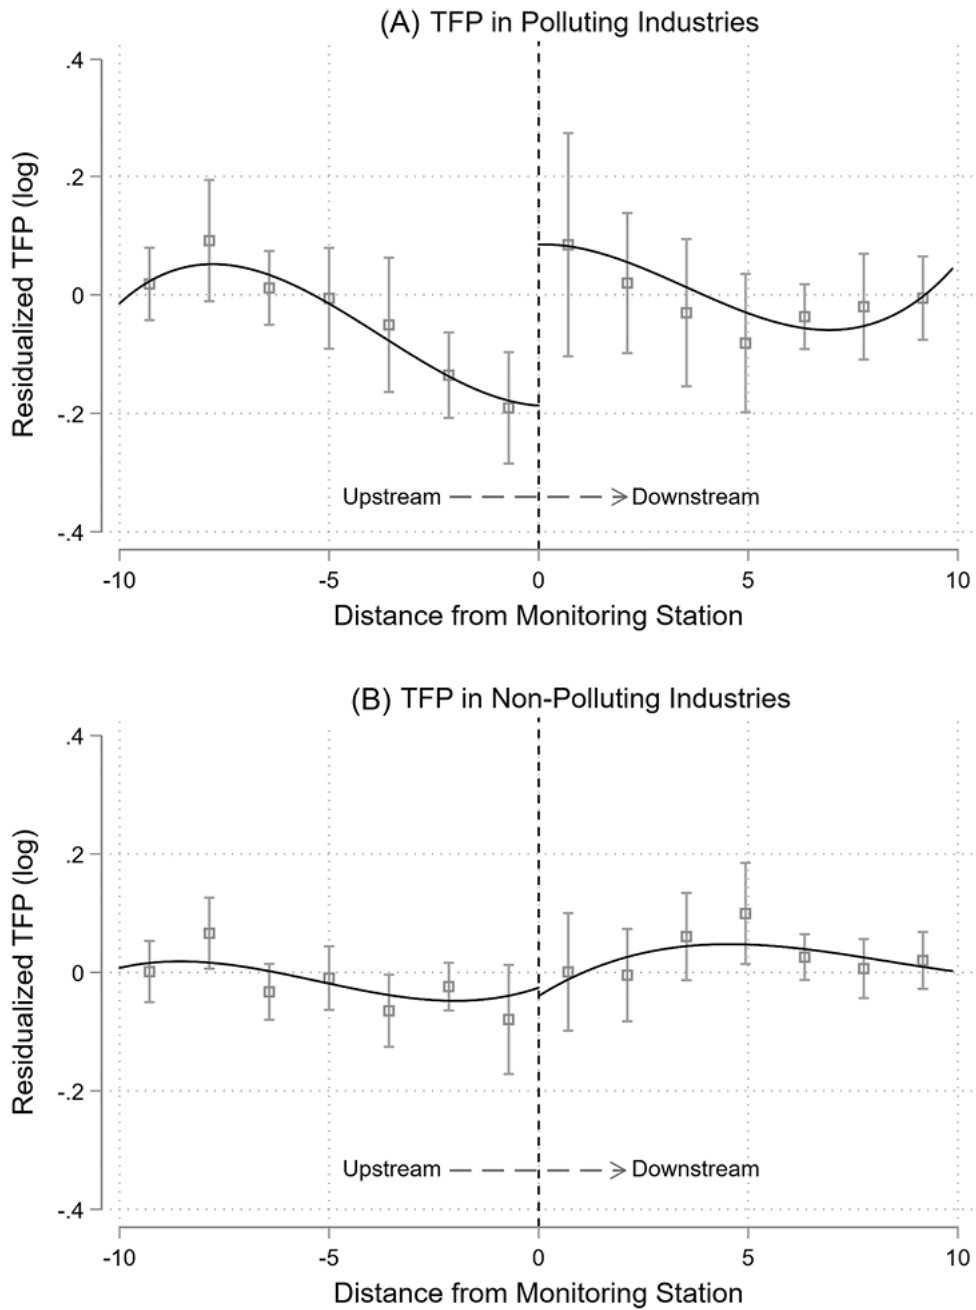 (A) TFP in Polluting Industries
Residualized TFP (log)
.4
.2
0
-.2
-.4
Upstream
Downstream
-10
-5
0
5
10
Distance from Monitoring Station
(B) TFP in Non-Polluting Industries
Residualized TFP (log)
.4
.2
0
-.2
-.4
Upstream
Downstream
-10
-5
0
5
10
Distance from Monitoring Station